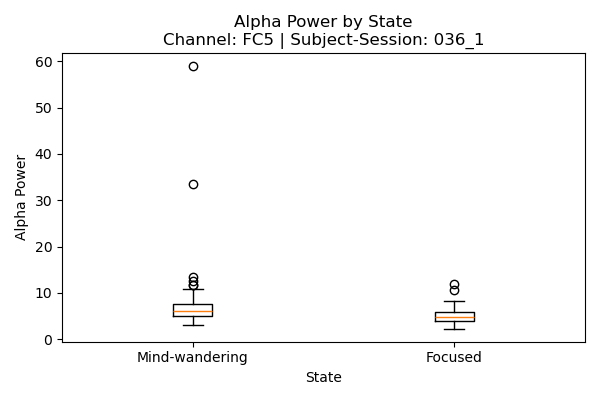 Alpha Power by State
Channel: FC5 | Subject-Session: 036_1
60
50
40
30
20
10
0
Alpha Power
Mind-wandering
Focused
State